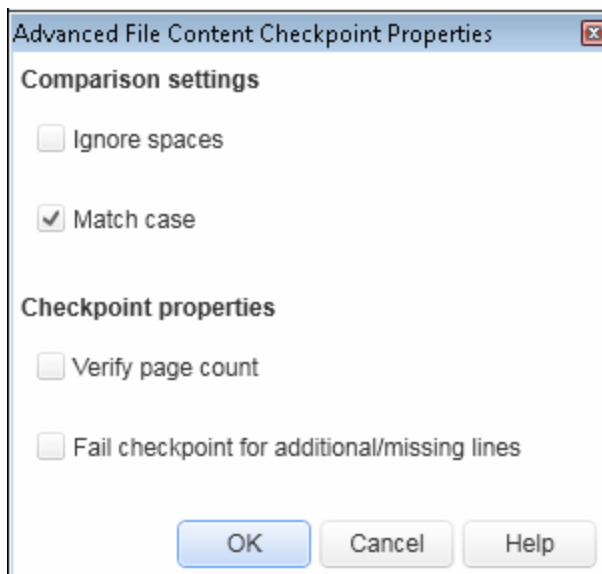 Advanced File Content Checkpoint Properties
Comparison settings
Ignore spaces
Match case
Checkpoint properties
Verify page count
Fail checkpoint for additional/missing lines
OK Cancel Help